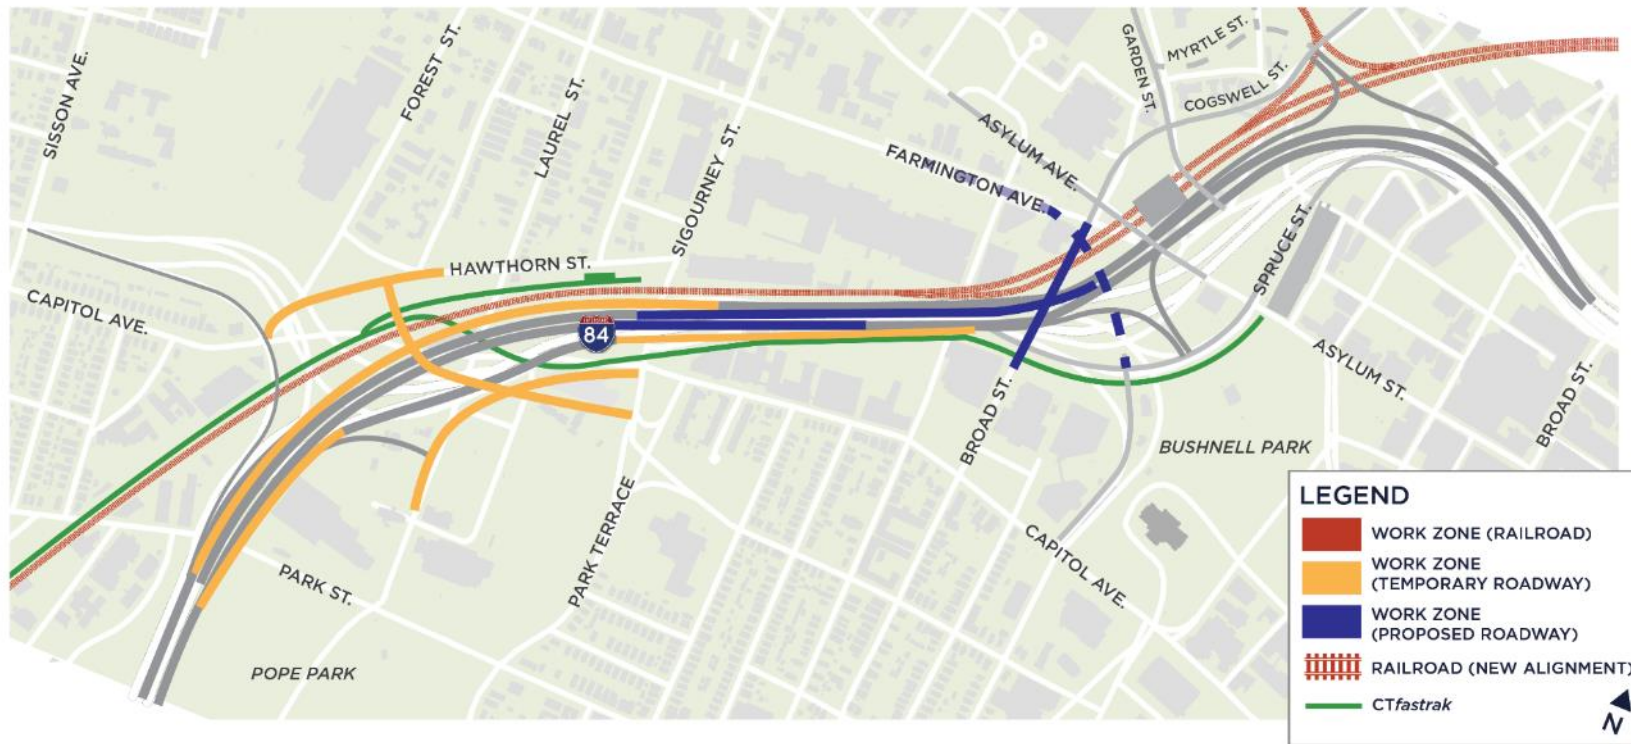 SISSON AVE.
FOREST ST.
LAUREL ST.
SIGOURNEY ST.
GARDEN ST.
MYRTLE ST.
COGSWELL ST.
ASYLUM AVE.
FARMINGTON AVE.
HAWTHORN ST.
CAPITOL AVE.
84
SPRUCE ST.
ASYLUM ST.
BROAD ST.
BROAD ST.
BUSHNELL PARK
CAPITOL AVE.
PARK TERRACE
PARK ST.
POPE PARK
LEGEND
WORK ZONE (RAILROAD)
WORK ZONE
(TEMPORARY ROADWAY)
WORK ZONE
(PROPOSED ROADWAY)
RAILROAD (NEW ALIGNMENT)
CTfastrak
N